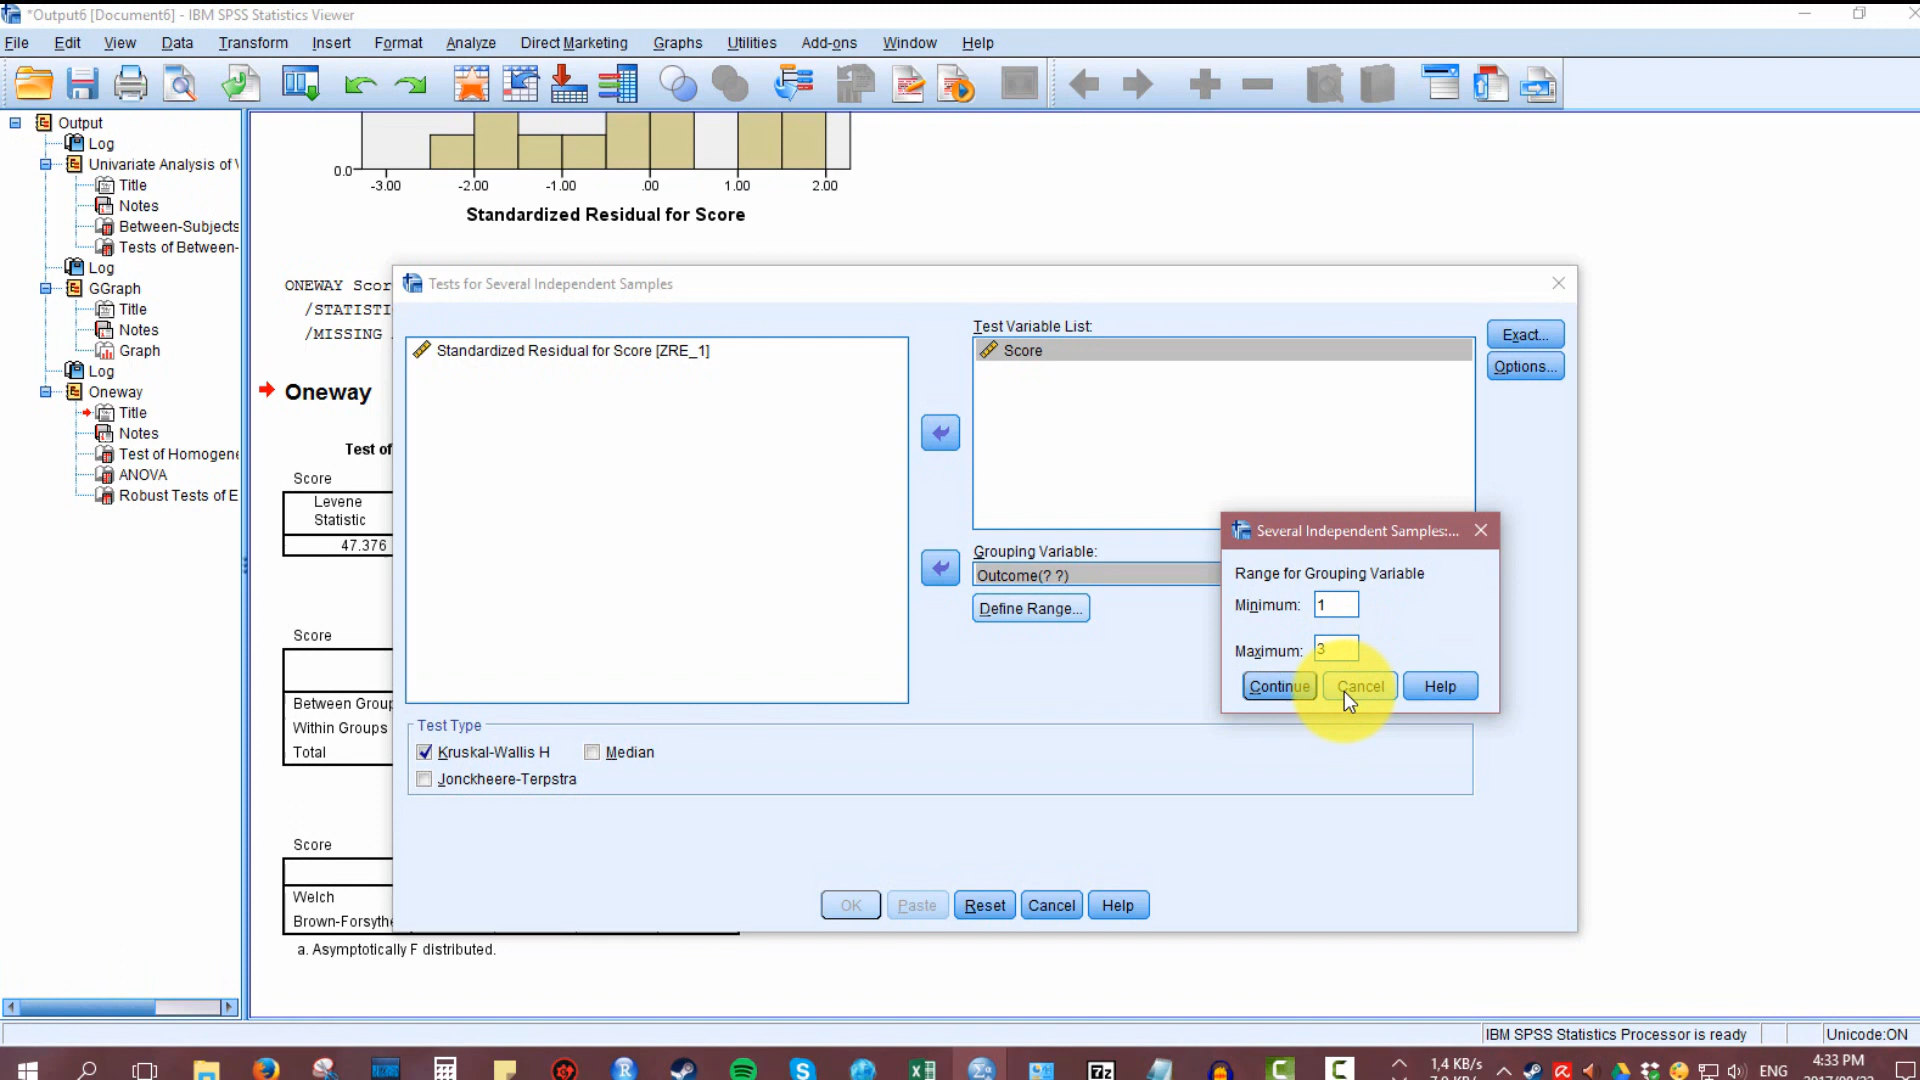 *Output6 [Document6] - IBM SPSS Statistics Viewer
File Edit View Data Transform Insert Format Analyze Direct Marketing Graphs Utilities Add-ons Window Help
Output
Log
Univariate Analysis of V
Title
Notes
Between-Subjects
Tests of Between-
Log
GGraph
Title
Notes
Graph
Log
Oneway
Title
Notes
Test of Homogene
ANOVA
Robust Tests of E
0.0
-3.00 -2.00 -1.00 .00 1.00 2.00
Standardized Residual for Score
ONEWAY Scor
/STATISTI
/MISSING
Oneway
Test of
Score
Levene
Statistic
47.376
Score
Between Group
Within Groups
Total
Score
Welch
Brown-Forsythe
a. Asymptotically F distributed.
Tests for Several Independent Samples
Standardized Residual for Score [ZRE_1]
Test Variable List:
Score
Exact...
Options...
Grouping Variable:
Outcome(? ?)
Define Range...
Several Independent Samples:...
Range for Grouping Variable
Minimum: 1
Maximum: 3
Continue Cancel Help
Test Type
Kruskal-Wallis H Median
Jonckheere-Terpstra
OK Paste Reset Cancel Help
IBM SPSS Statistics Processor is ready Unicode:ON
1,4 KB/s
ENG
4:33 PM